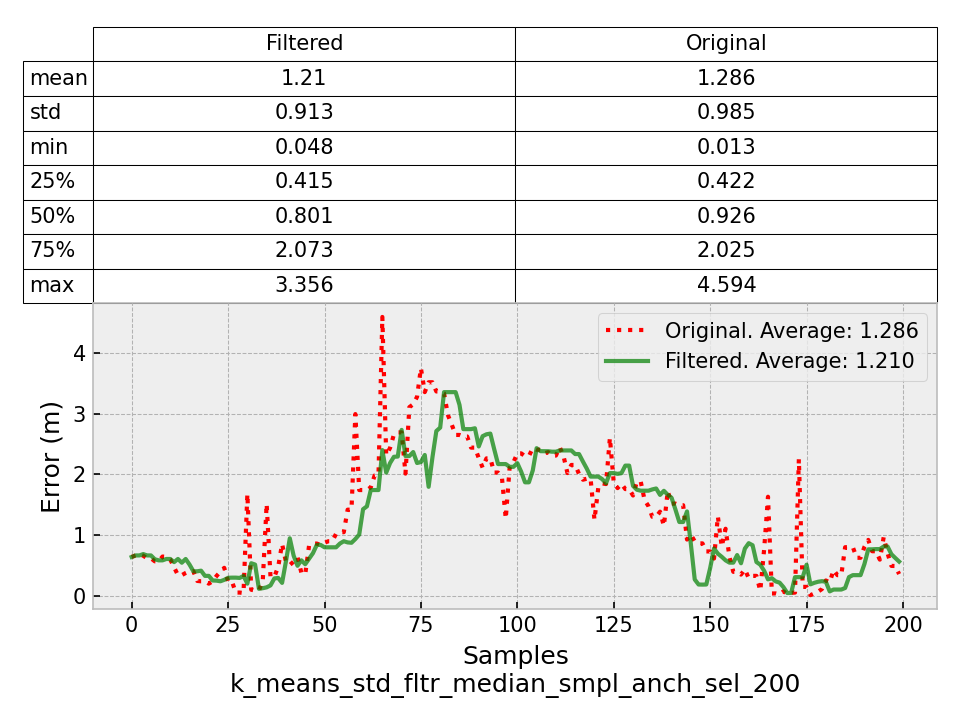 Filtered Original
mean 1.21 1.286
std 0.913 0.985
min 0.048 0.013
25% 0.415 0.422
50% 0.801 0.926
75% 2.073 2.025
max 3.356 4.594
Original. Average: 1.286
Filtered. Average: 1.210
4
3
2
1
0
Error (m)
0 25 50 75 100 125 150 175 200
Samples
k_means_std_fltr_median_smpl_anch_sel_200